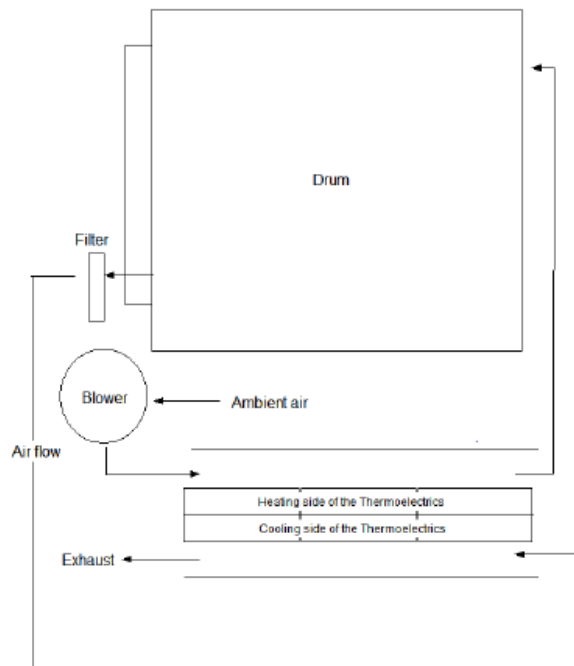 Drum
Filter
Blower
Ambient air
Air flow
Heating side of the Thermoelectrics
Cooling side of the Thermoelectrics
Exhaust